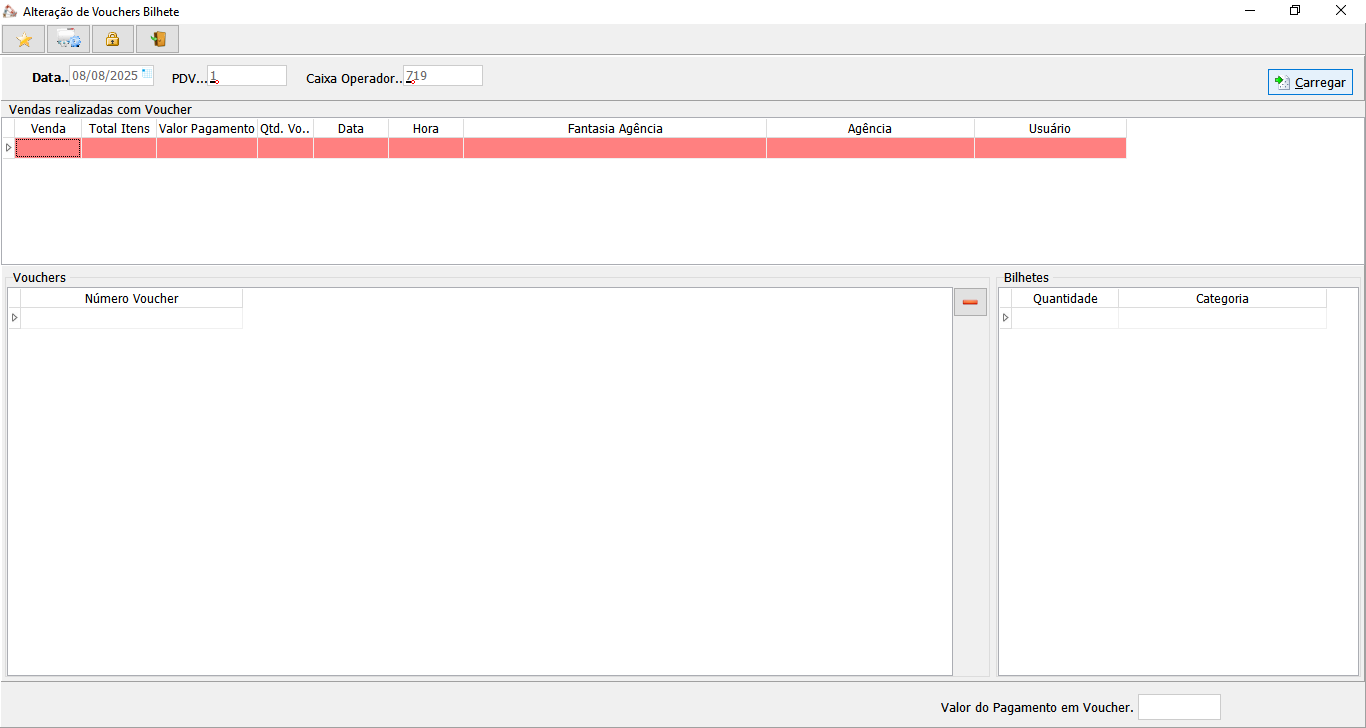 Alteração de Vouchers Bilhete
Data.. 08/08/2025 PDV... 1 Caixa Operador.. 719 Carregar
Vendas realizadas com Voucher
Venda Total Itens Valor Pagamento Qtd. Vo.. Data Hora Fantasia Agência Agência Usuário
Vouchers Bilhetes
Número Voucher Quantidade Categoria
Valor do Pagamento em Voucher.